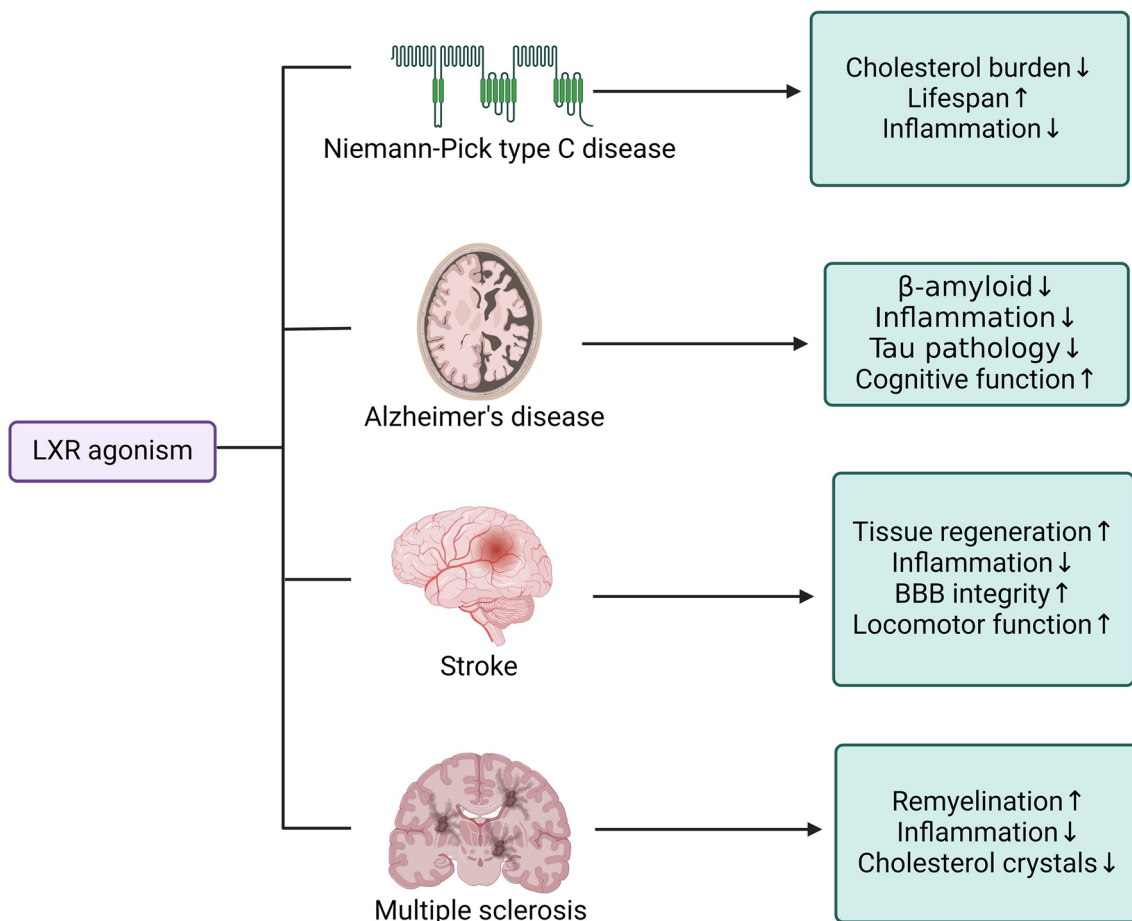 LXR agonism
Niemann-Pick type C disease
Cholesterol burden↓
Lifespan↑
Inflammation↓
Alzheimer's disease
β-amyloid↓
Inflammation↓
Tau pathology↓
Cognitive function↑
Stroke
Tissue regeneration↑
Inflammation↓
BBB integrity↑
Locomotor function↑
Multiple sclerosis
Remyelination↑
Inflammation↓
Cholesterol crystals↓